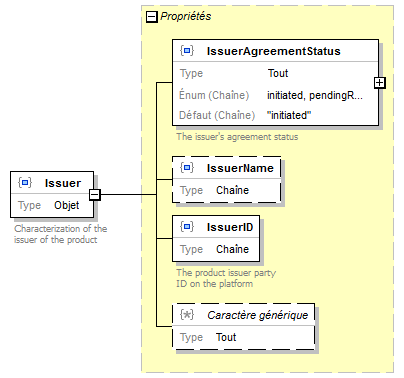 Propriétés
IssuerAgreementStatus
Type Tout
Énum (Chaîne) initiated, pendingR...
Défaut (Chaîne) "initiated"
The issuer's agreement status
IssuerName
Type Chaîne
Issuer
Type Objet
Characterization of the
issuer of the product
IssuerID
Type Chaîne
The product issuer party
ID on the platform
Caractère générique
Type Tout